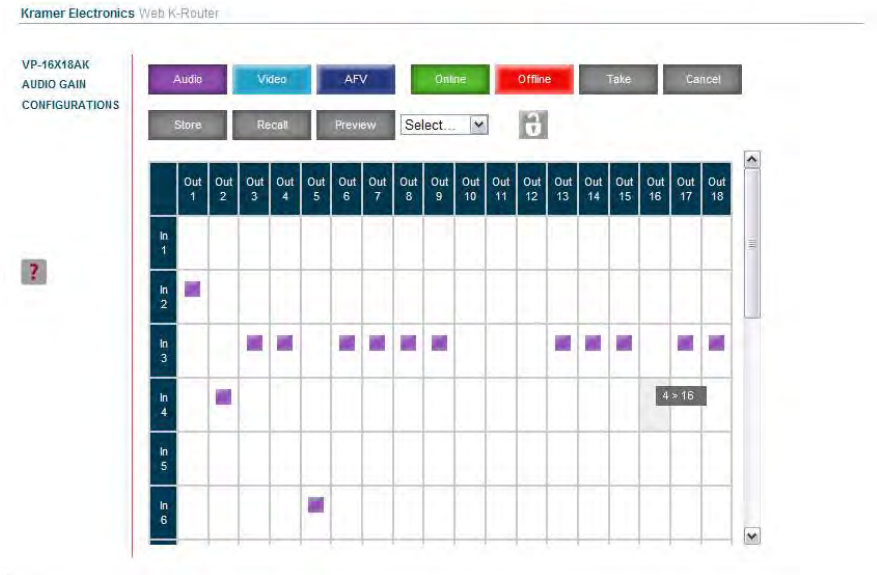 Kramer Electronics Web K-Router
VP-16X18AK
AUDIO GAIN
CONFIGURATIONS
Audio Video AFV Online Offline Take Cancel
Store Recall Preview Select...
Out 1 Out 2 Out 3 Out 4 Out 5 Out 6 Out 7 Out 8 Out 9 Out 10 Out 11 Out 12 Out 13 Out 14 Out 15 Out 16 Out 17 Out 18
In 1
?
In 2
In 3
In 4
4 > 16
In 5
In 6